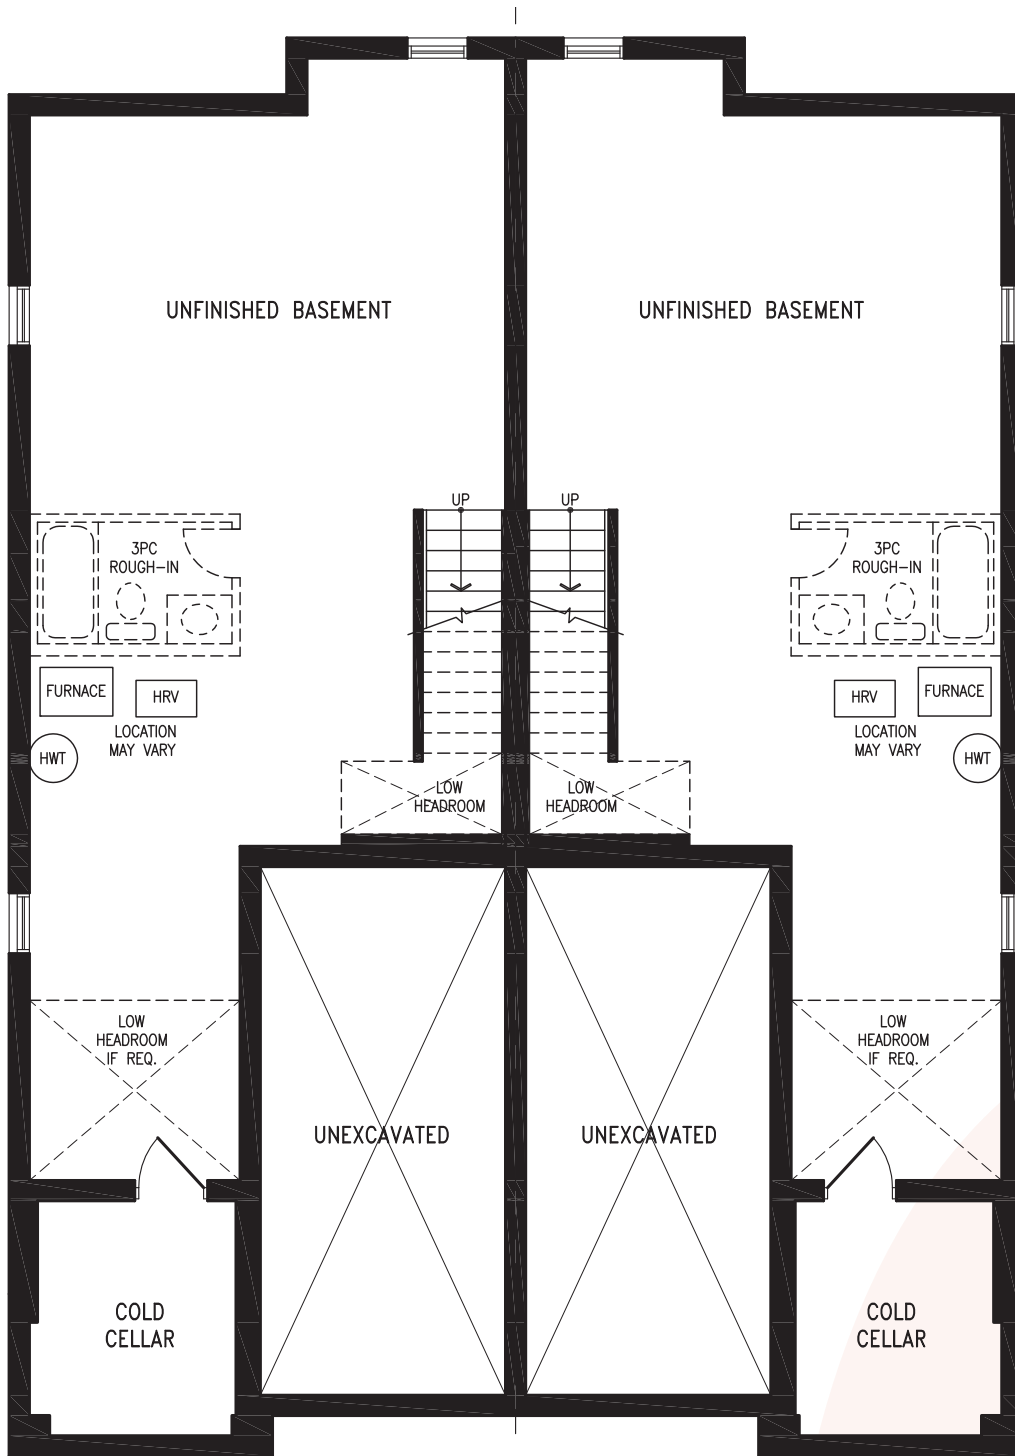 UNFINISHED BASEMENT
UNFINISHED BASEMENT
UP
UP
3PC
ROUGH-IN
3PC
ROUGH-IN
FURNACE
HRV
HRV
FURNACE
LOCATION
MAY VARY
LOCATION
MAY VARY
HWT
HWT
LOW
HEADROOM
LOW
HEADROOM
LOW
HEADROOM
IF REQ.
LOW
HEADROOM
IF REQ.
UNEXCAVATED
UNEXCAVATED
COLD
CELLAR
COLD
CELLAR